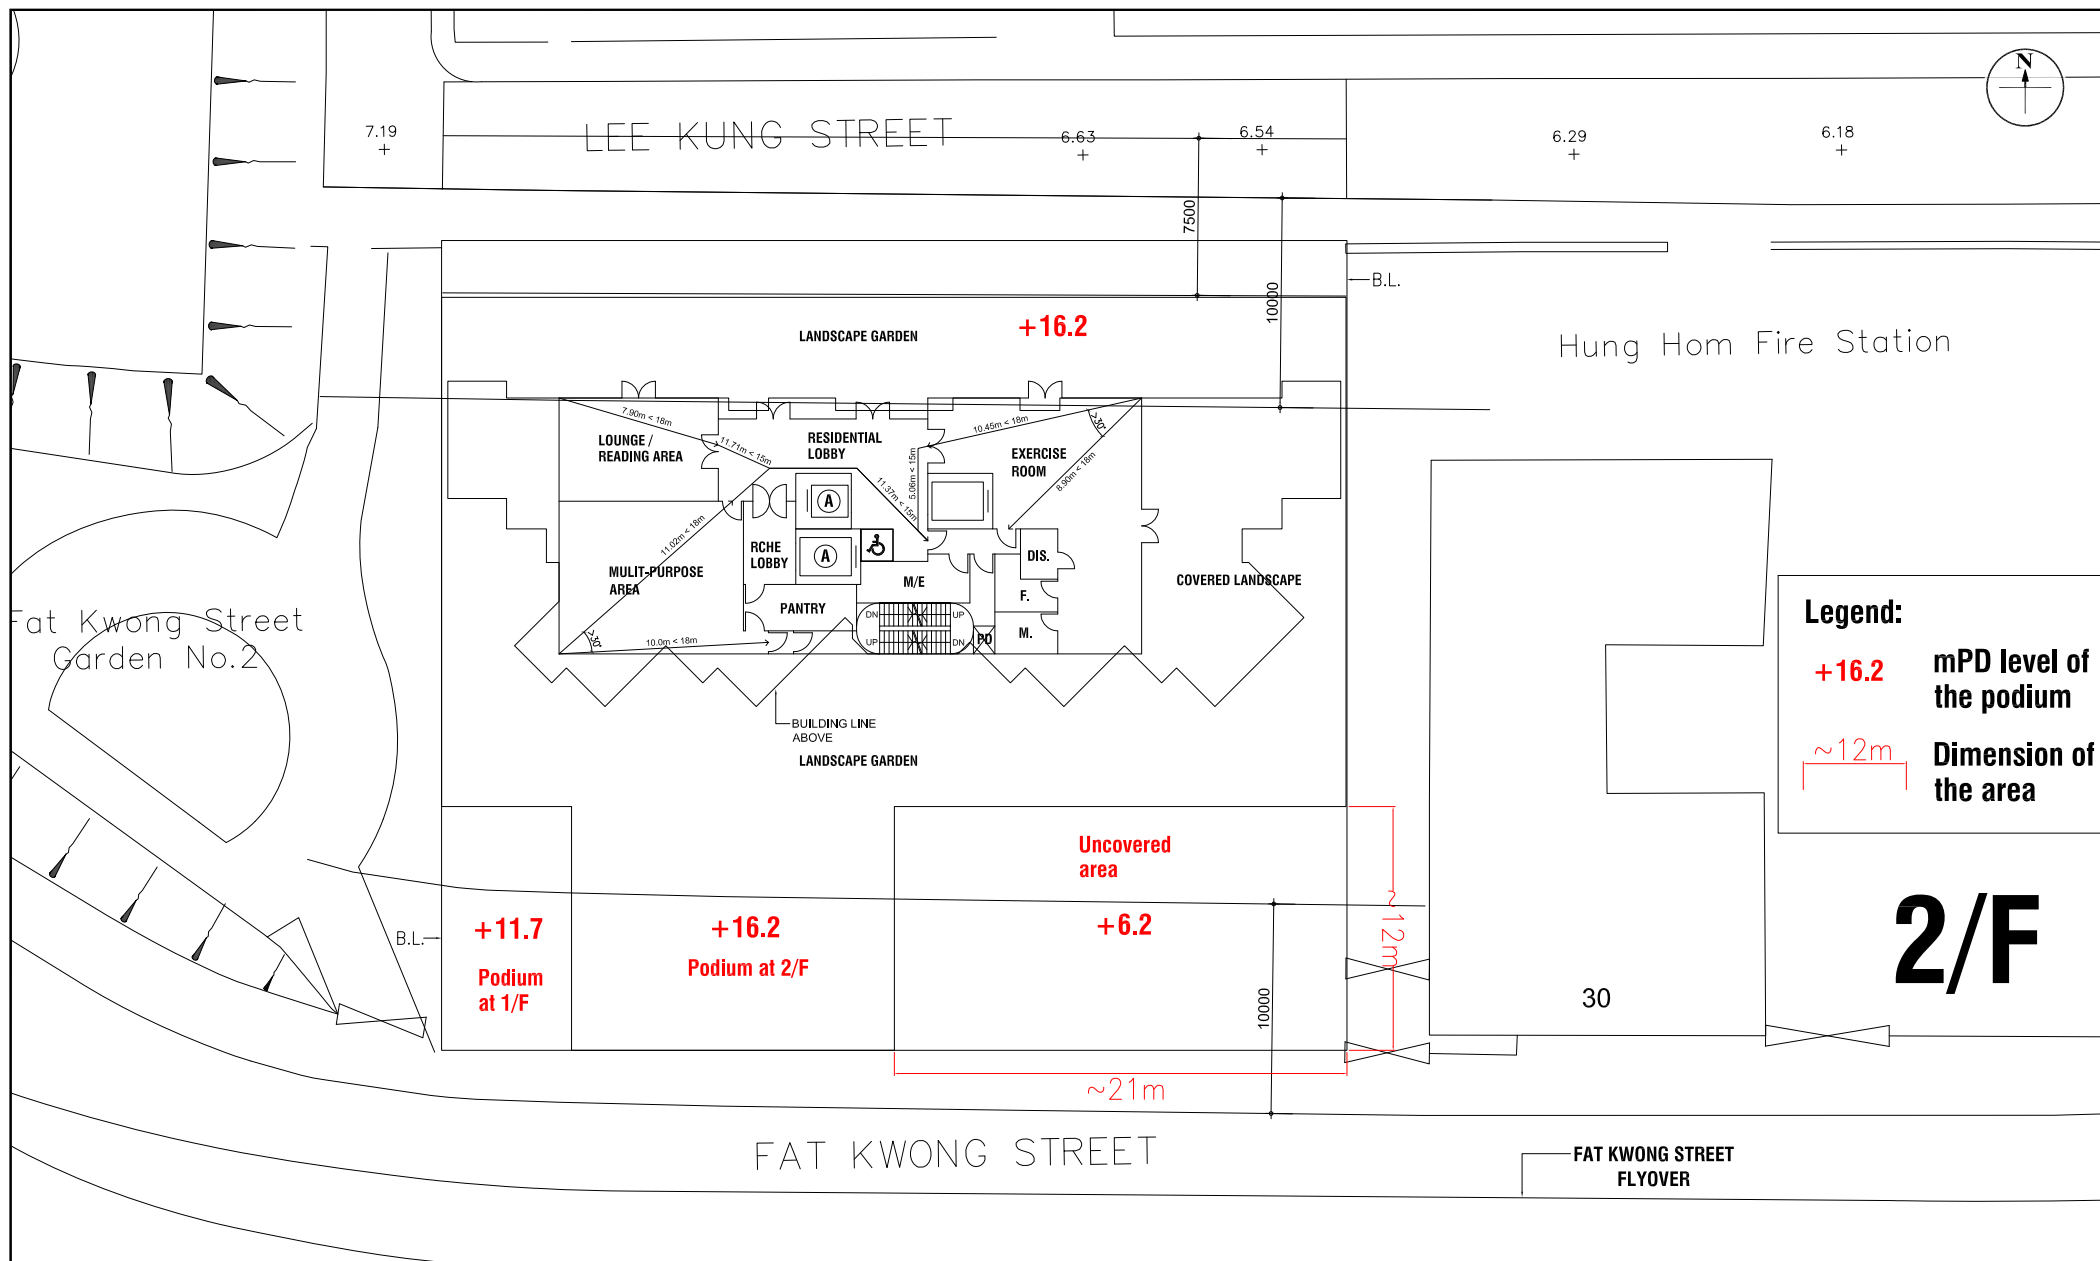 N
LEE KUNG STREET
7.19
6.63
6.54
6.29
6.18
7500
10000
B.L.
LANDSCAPE GARDEN
+16.2
Hung Hom Fire Station
7.90m < 18m
11.71m < 15m
LOUNGE /
READING AREA
RESIDENTIAL
LOBBY
10.45m < 18m
>30°
EXERCISE
ROOM
8.90m < 18m
5.06m < 15m
11.37m < 15m
A
A
11.02m < 18m
RCHE
LOBBY
MULIT-PURPOSE
AREA
DIS.
M/E
F.
COVERED LANDSCAPE
PANTRY
DN
UP
UP
DN
PD
M.
>30°
10.0m < 18m
Fat Kwong Street
Garden No.2
BUILDING LINE
ABOVE
LANDSCAPE GARDEN
Legend:
+16.2
mPD level of
the podium
~12m
Dimension of
the area
Uncovered
area
+11.7
Podium
at 1/F
+16.2
Podium at 2/F
+6.2
B.L.
~12m
10000
~21m
30
2/F
FAT KWONG STREET
FAT KWONG STREET
FLYOVER